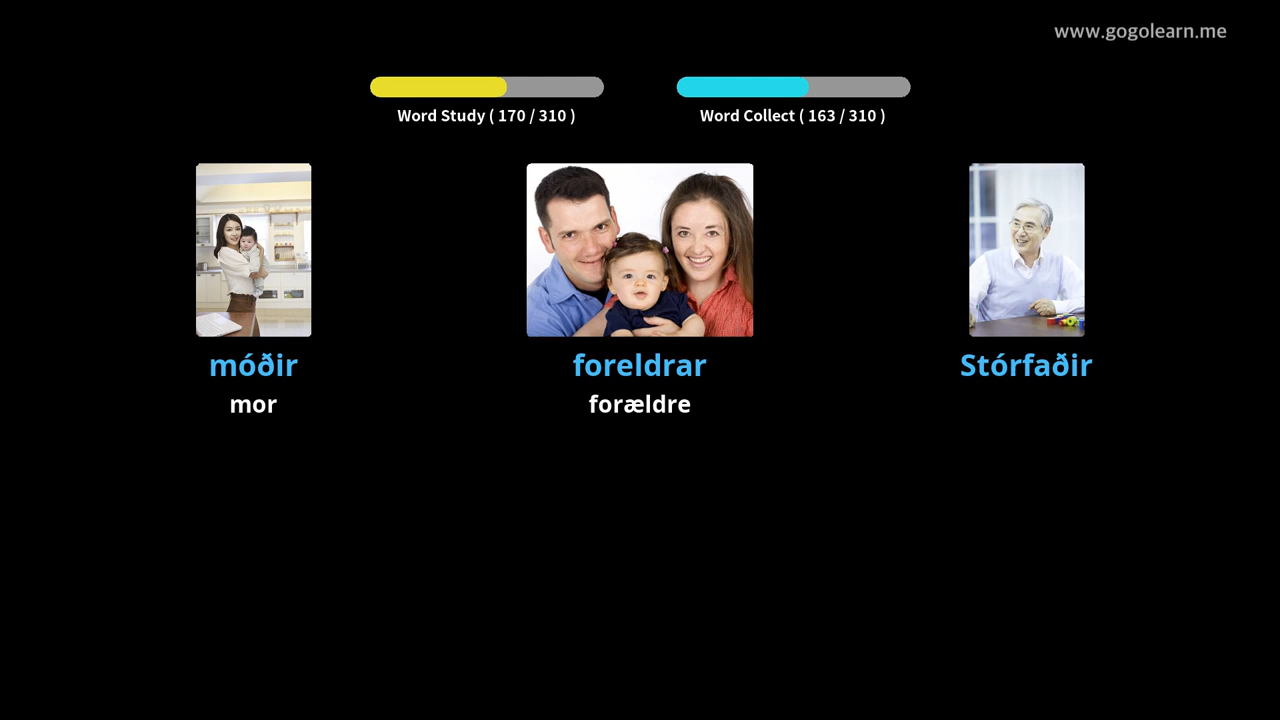 www.gogolearn.me
Word Study ( 170 / 310 )
Word Collect ( 163 / 310 )
móðir
foreldrar
Stórfaðir
mor
forældre